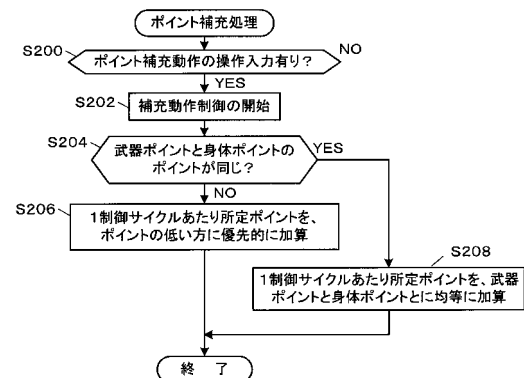 ポイント補充処理
S200
ポイント補充動作の操作入力有り？
NO
YES
S202
補充動作制御の開始
S204
武器ポイントと身体ポイントの
ポイントが同じ？
YES
NO
S206
1制御サイクルあたり所定ポイントを、
ポイントの低い方に優先的に加算
S208
1制御サイクルあたり所定ポイントを、武器
ポイントと身体ポイントとに均等に加算
終　了